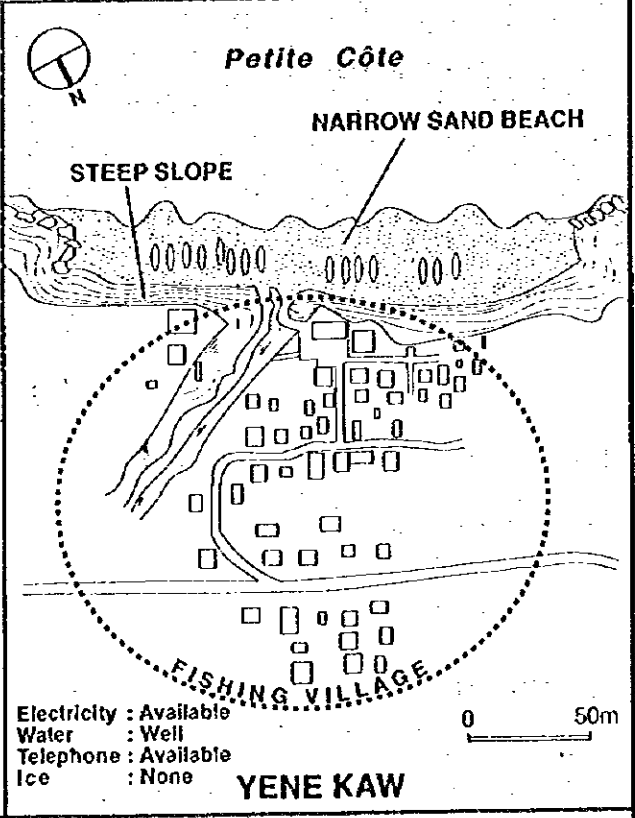 N
Petite Côte
NARROW SAND BEACH
STEEP SLOPE
FISHING VILLAGE
Electricity : Available
Water : Well
Telephone : Available
Ice : None
0 50m
YENE KAW